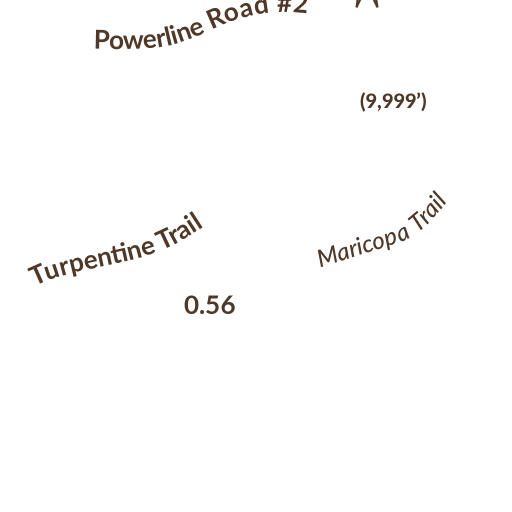 Powerline Road #2
(9,999’)
Turpentine Trail
Maricopa Trail
0.56